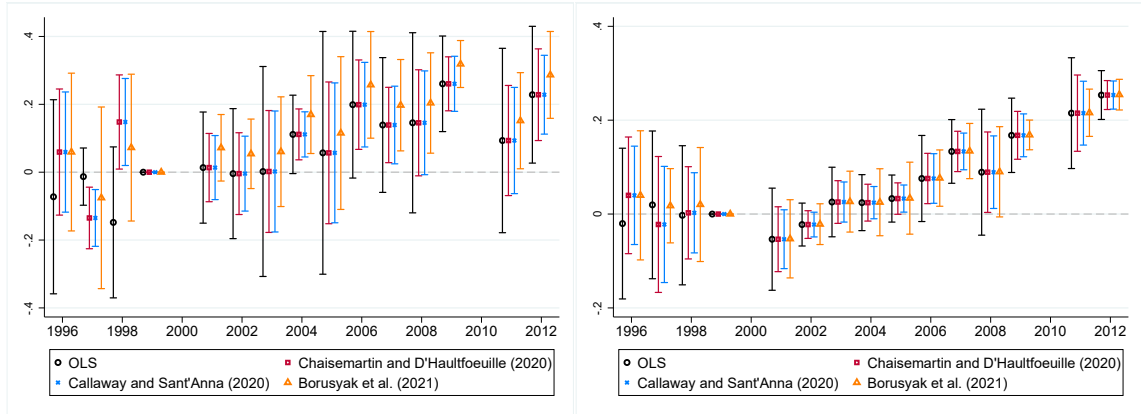 .4
.2
0
.2
-.4
1996 1998 2000 2002 2004 2006 2008 2010 2012
OLS Chaisemartin and D'Haultfoeuille (2020)
Callaway and Sant'Anna (2020) Borusyak et al. (2021)
.4
.2
0
.2
1996 1998 2000 2002 2004 2006 2008 2010 2012
OLS Chaisemartin and D'Haultfoeuille (2020)
Callaway and Sant'Anna (2020) Borusyak et al. (2021)